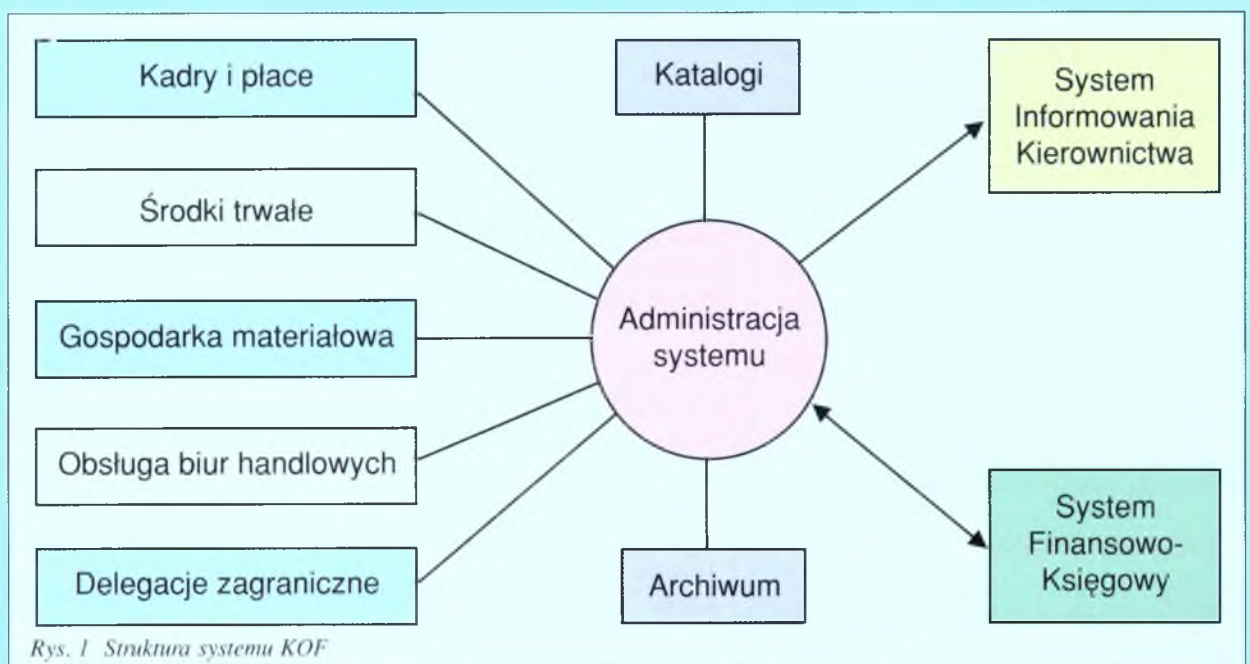 Kadry i płace
Środki trwałe
Gospodarka materiałowa
Obsługa biur handlowych
Delegacje zagraniczne
Katalogi
Administracja
systemu
Archiwum
System
Informowania
Kierownictwa
System
Finansowo-
Księgowy
Rys. 1 Struktura systemu KOF